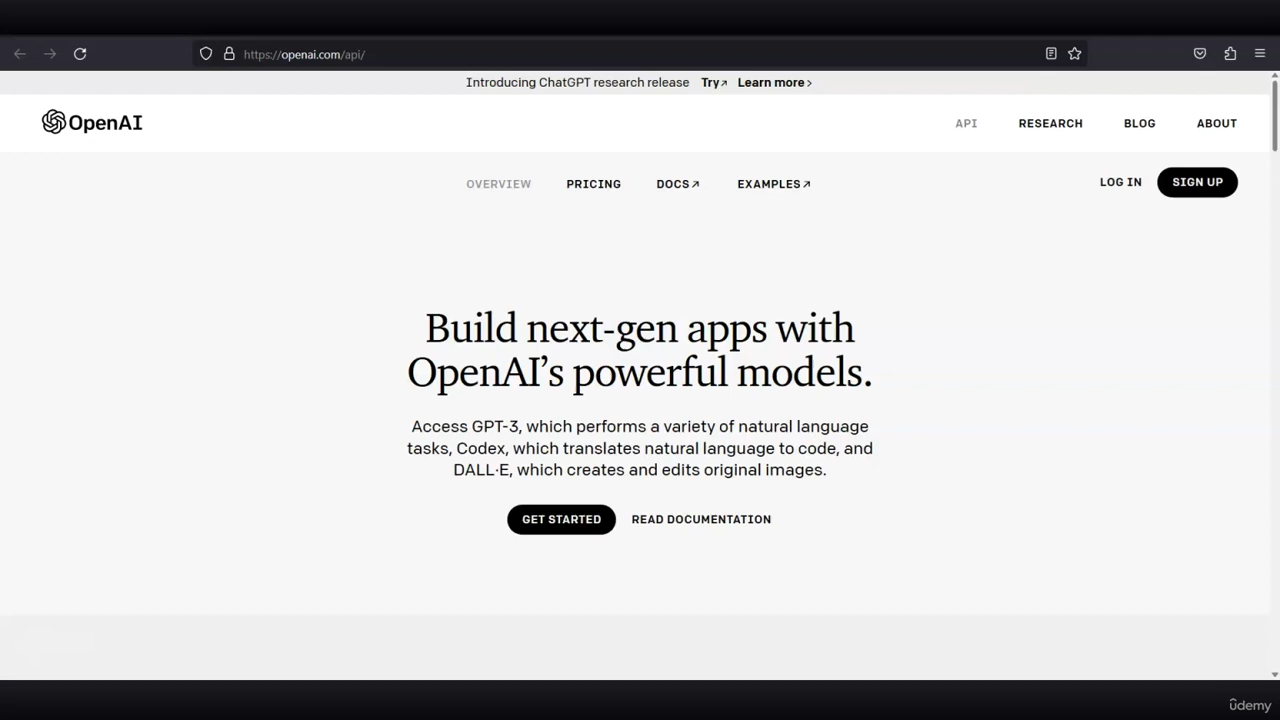 https://openai.com/api/
Introducing ChatGPT research release Try↗ Learn more ›
OpenAI
API RESEARCH BLOG ABOUT
OVERVIEW PRICING DOCS↗ EXAMPLES↗
LOG IN SIGN UP
Build next-gen apps with
OpenAI’s powerful models.
Access GPT-3, which performs a variety of natural language
tasks, Codex, which translates natural language to code, and
DALL·E, which creates and edits original images.
GET STARTED READ DOCUMENTATION
ûdemy